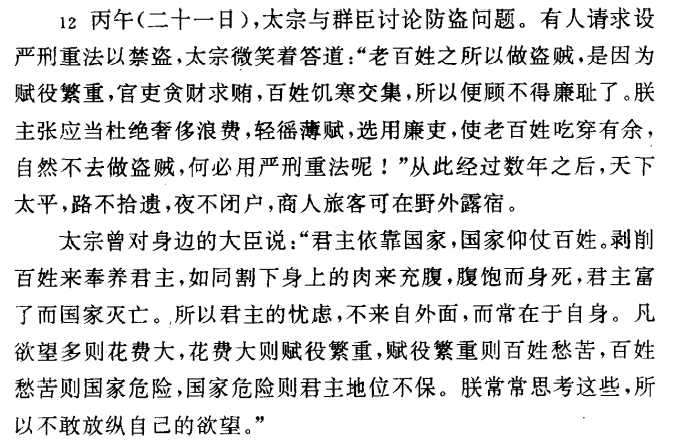 12 丙午(二十一日),太宗与群臣讨论防盗问题。有人请求设
严刑重法以禁盗,太宗微笑着答道:“老百姓之所以做盗贼,是因为
赋役繁重,官吏贪财求贿,百姓饥寒交集,所以便顾不得廉耻了。朕
主张应当杜绝奢侈浪费,轻徭薄赋,选用廉吏,使老百姓吃穿有余,
自然不去做盗贼,何必用严刑重法呢!”从此经过数年之后,天下
太平,路不拾遗,夜不闭户,商人旅客可在野外露宿。
太宗曾对身边的大臣说:“君主依靠国家,国家仰仗百姓。剥削
百姓来奉养君主,如同割下身上的肉来充腹,腹饱而身死,君主富
了而国家灭亡。所以君主的忧虑,不来自外面,而常在于自身。凡
欲望多则花费大,花费大则赋役繁重,赋役繁重则百姓愁苦,百姓
愁苦则国家危险,国家危险则君主地位不保。朕常常思考这些,所
以不敢放纵自己的欲望。”